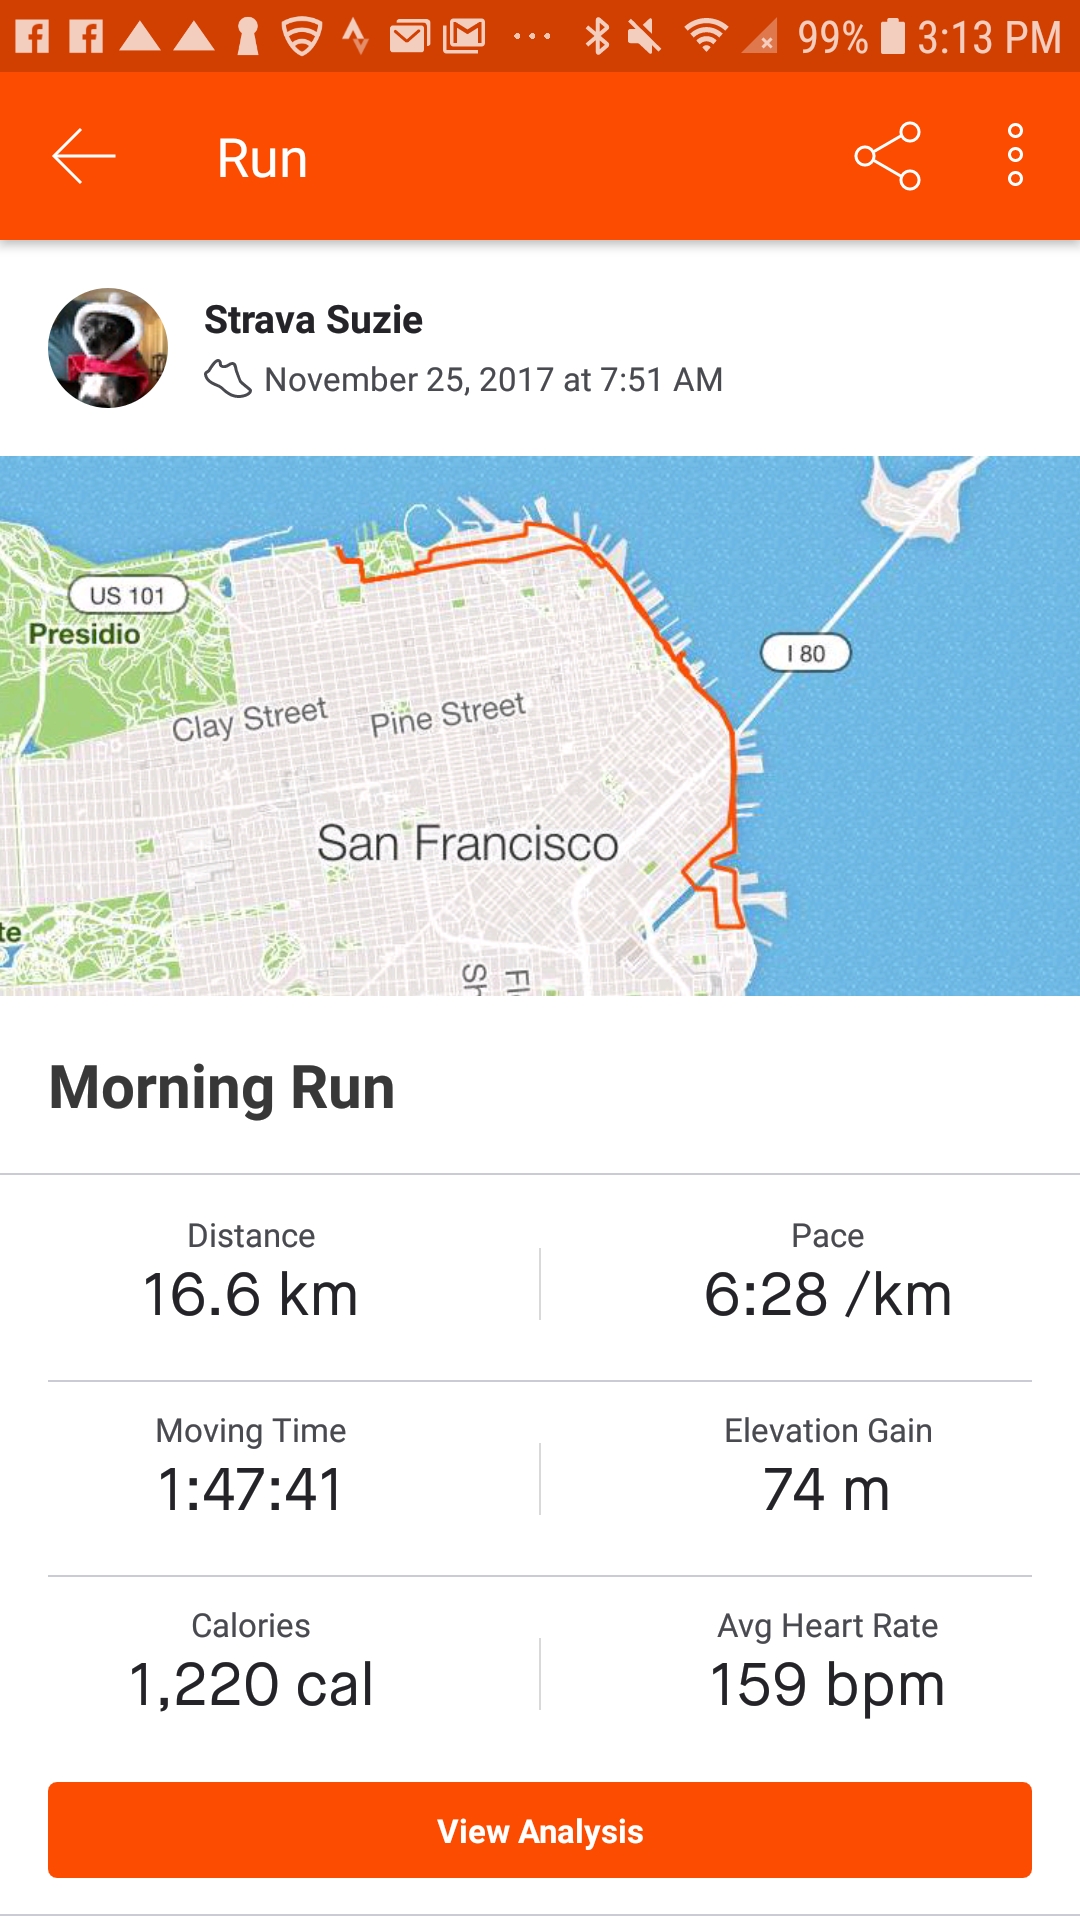 99% 3:13 PM
Run
Strava Suzie
November 25, 2017 at 7:51 AM
US 101
Presidio
I 80
Clay Street
Pine Street
San Francisco
te
Sh
Fl
Morning Run
Distance
Pace
16.6 km
6:28 /km
Moving Time
Elevation Gain
1:47:41
74 m
Calories
Avg Heart Rate
1,220 cal
159 bpm
View Analysis